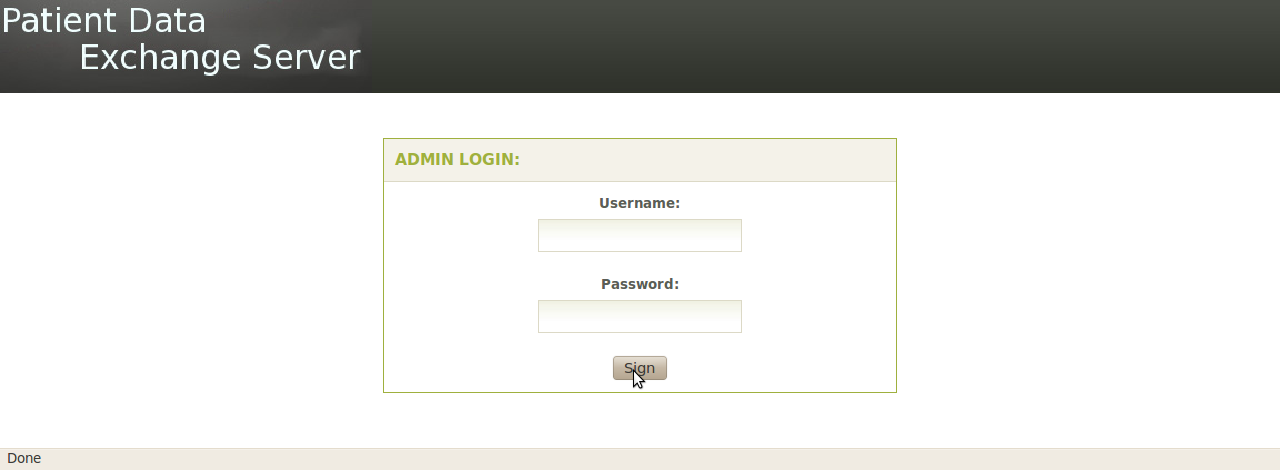 Patient Data
Exchange Server
ADMIN LOGIN:
Username:
Password:
Sign
Done